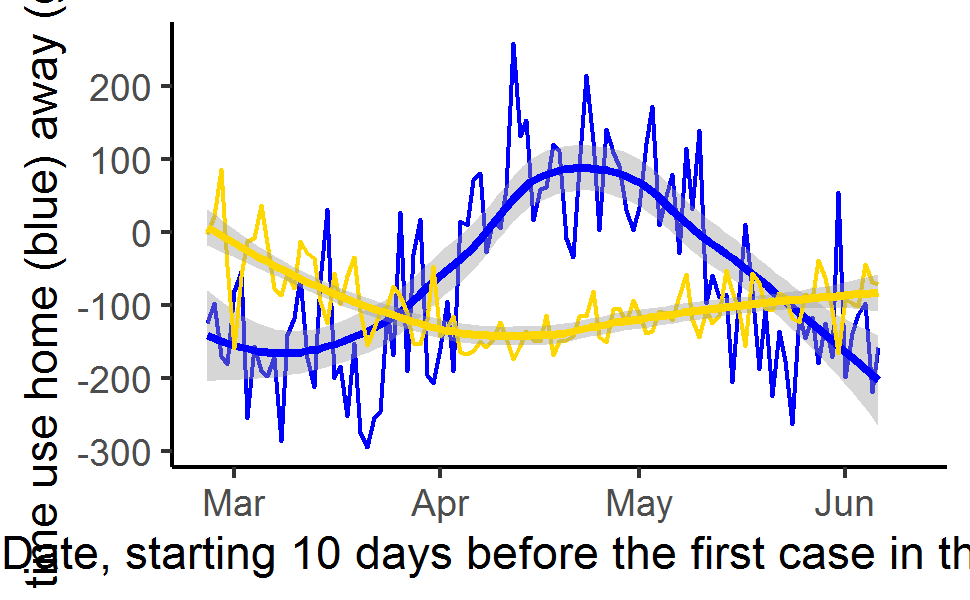 time use home (blue) away (
200
100
0
-100
-200
-300
Mar Apr May Jun
Date, starting 10 days before the first case in th